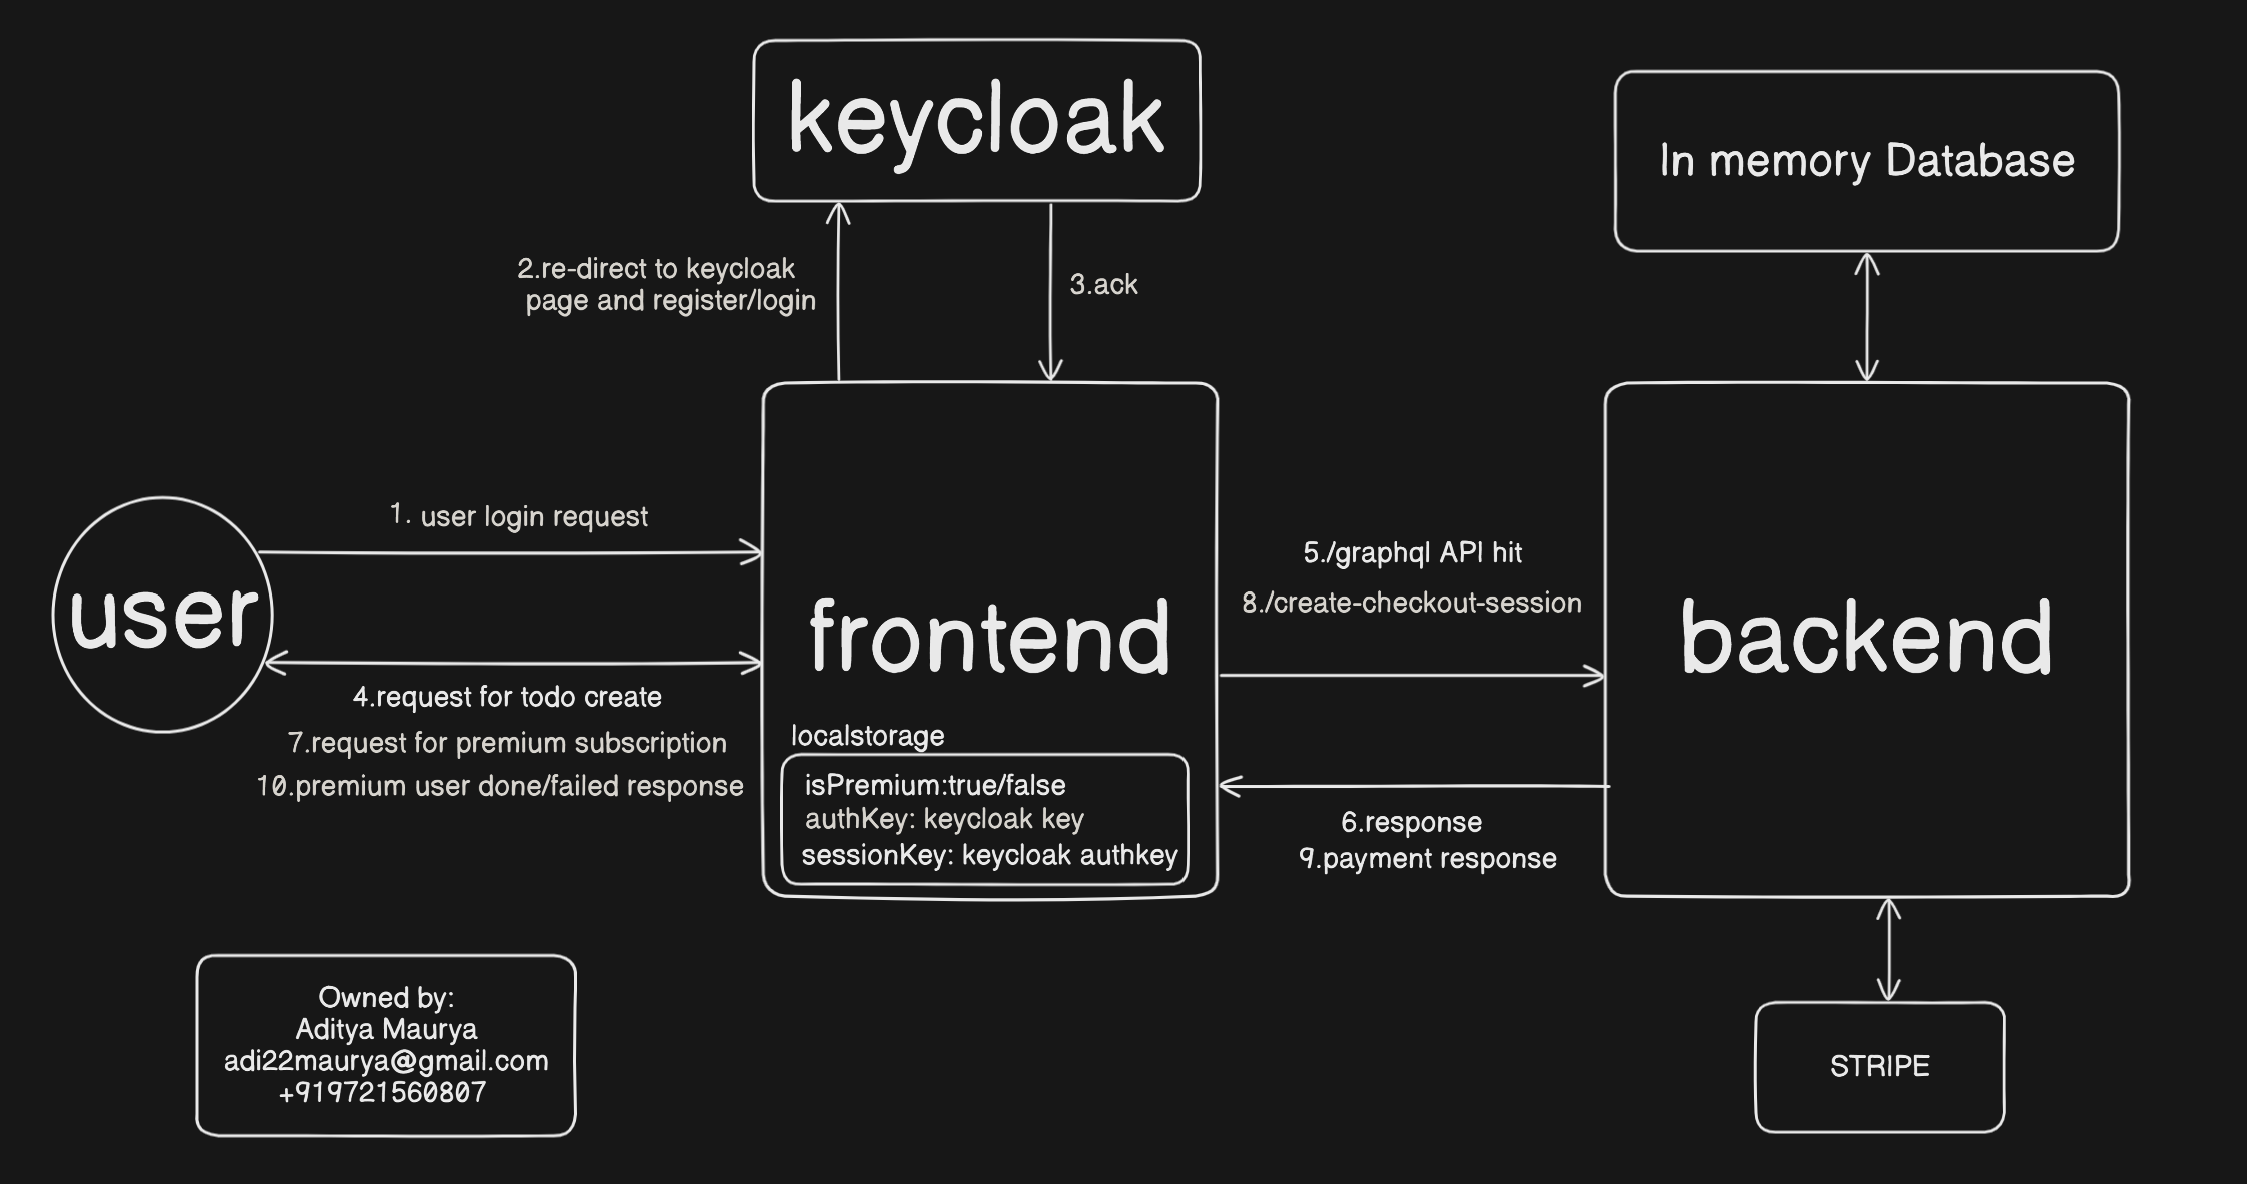 keycloak
In memory Database
2.re-direct to keycloak
page and register/login
3.ack
1. user login request
user
4.request for todo create
7.request for premium subscription
10.premium user done/failed response
frontend
localstorage
isPremium:true/false
authKey: keycloak key
sessionKey: keycloak authkey
5./graphql API hit
8./create-checkout-session
6.response
9.payment response
backend
STRIPE
Owned by:
Aditya Maurya
adi22maurya@gmail.com
+919721560807